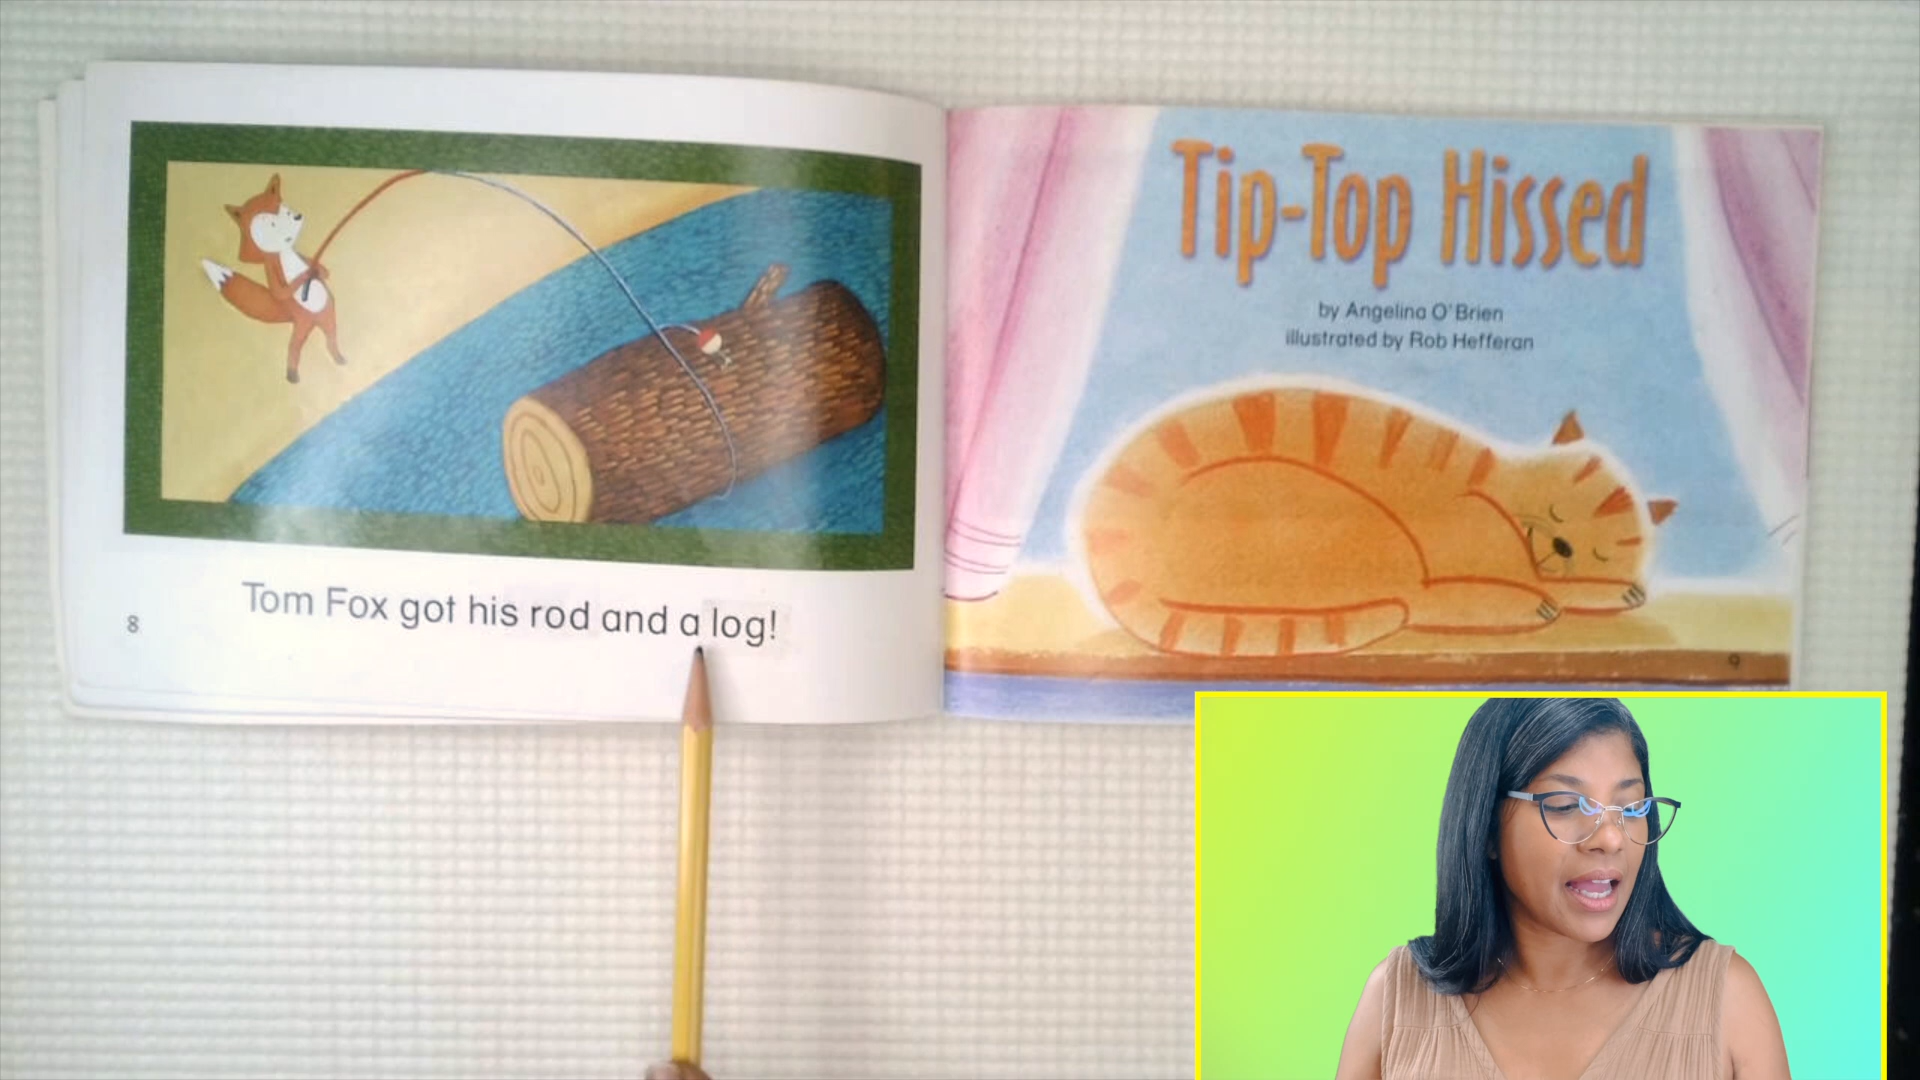 Tom Fox got his rod and a log!
8
Tip-Top Hissed
by Angelina O'Brien
illustrated by Rob Hefferan
9